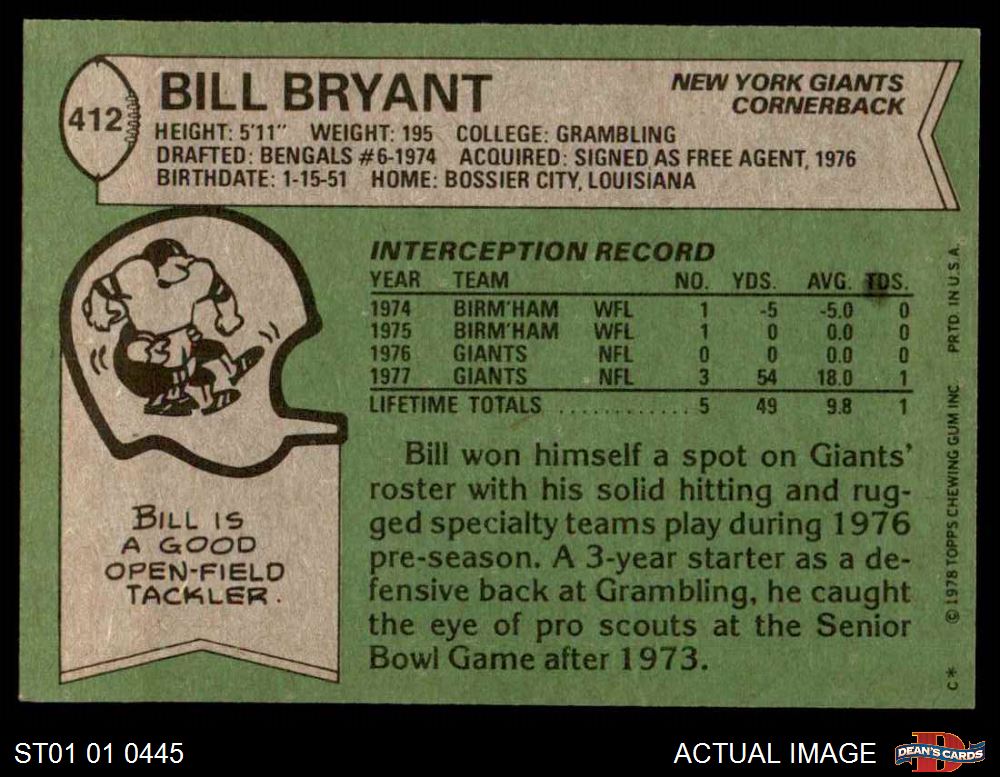 412
BILL BRYANT
NEW YORK GIANTS
CORNERBACK
HEIGHT: 5'11" WEIGHT: 195 COLLEGE: GRAMBLING
DRAFTED: BENGALS #6-1974 ACQUIRED: SIGNED AS FREE AGENT, 1976
BIRTHDATE: 1-15-51 HOME: BOSSIER CITY, LOUISIANA
INTERCEPTION RECORD
YEAR TEAM NO. YDS. AVG. TDS.
1974 BIRM'HAM WFL 1 -5 -5.0 0
1975 BIRM'HAM WFL 1 0 0.0 0
1976 GIANTS NFL 0 0 0.0 0
1977 GIANTS NFL 3 54 18.0 1
LIFETIME TOTALS ............. 5 49 9.8 1
Bill won himself a spot on Giants'
roster with his solid hitting and rug-
ged specialty teams play during 1976
pre-season. A 3-year starter as a de-
fensive back at Grambling, he caught
the eye of pro scouts at the Senior
Bowl Game after 1973.
BILL IS
A GOOD
OPEN-FIELD
TACKLER.
C* © 1978 TOPPS CHEWING GUM INC. PRTD IN U.S.A.
ST01 01 0445
ACTUAL IMAGE
D
DEAN'S CARDS